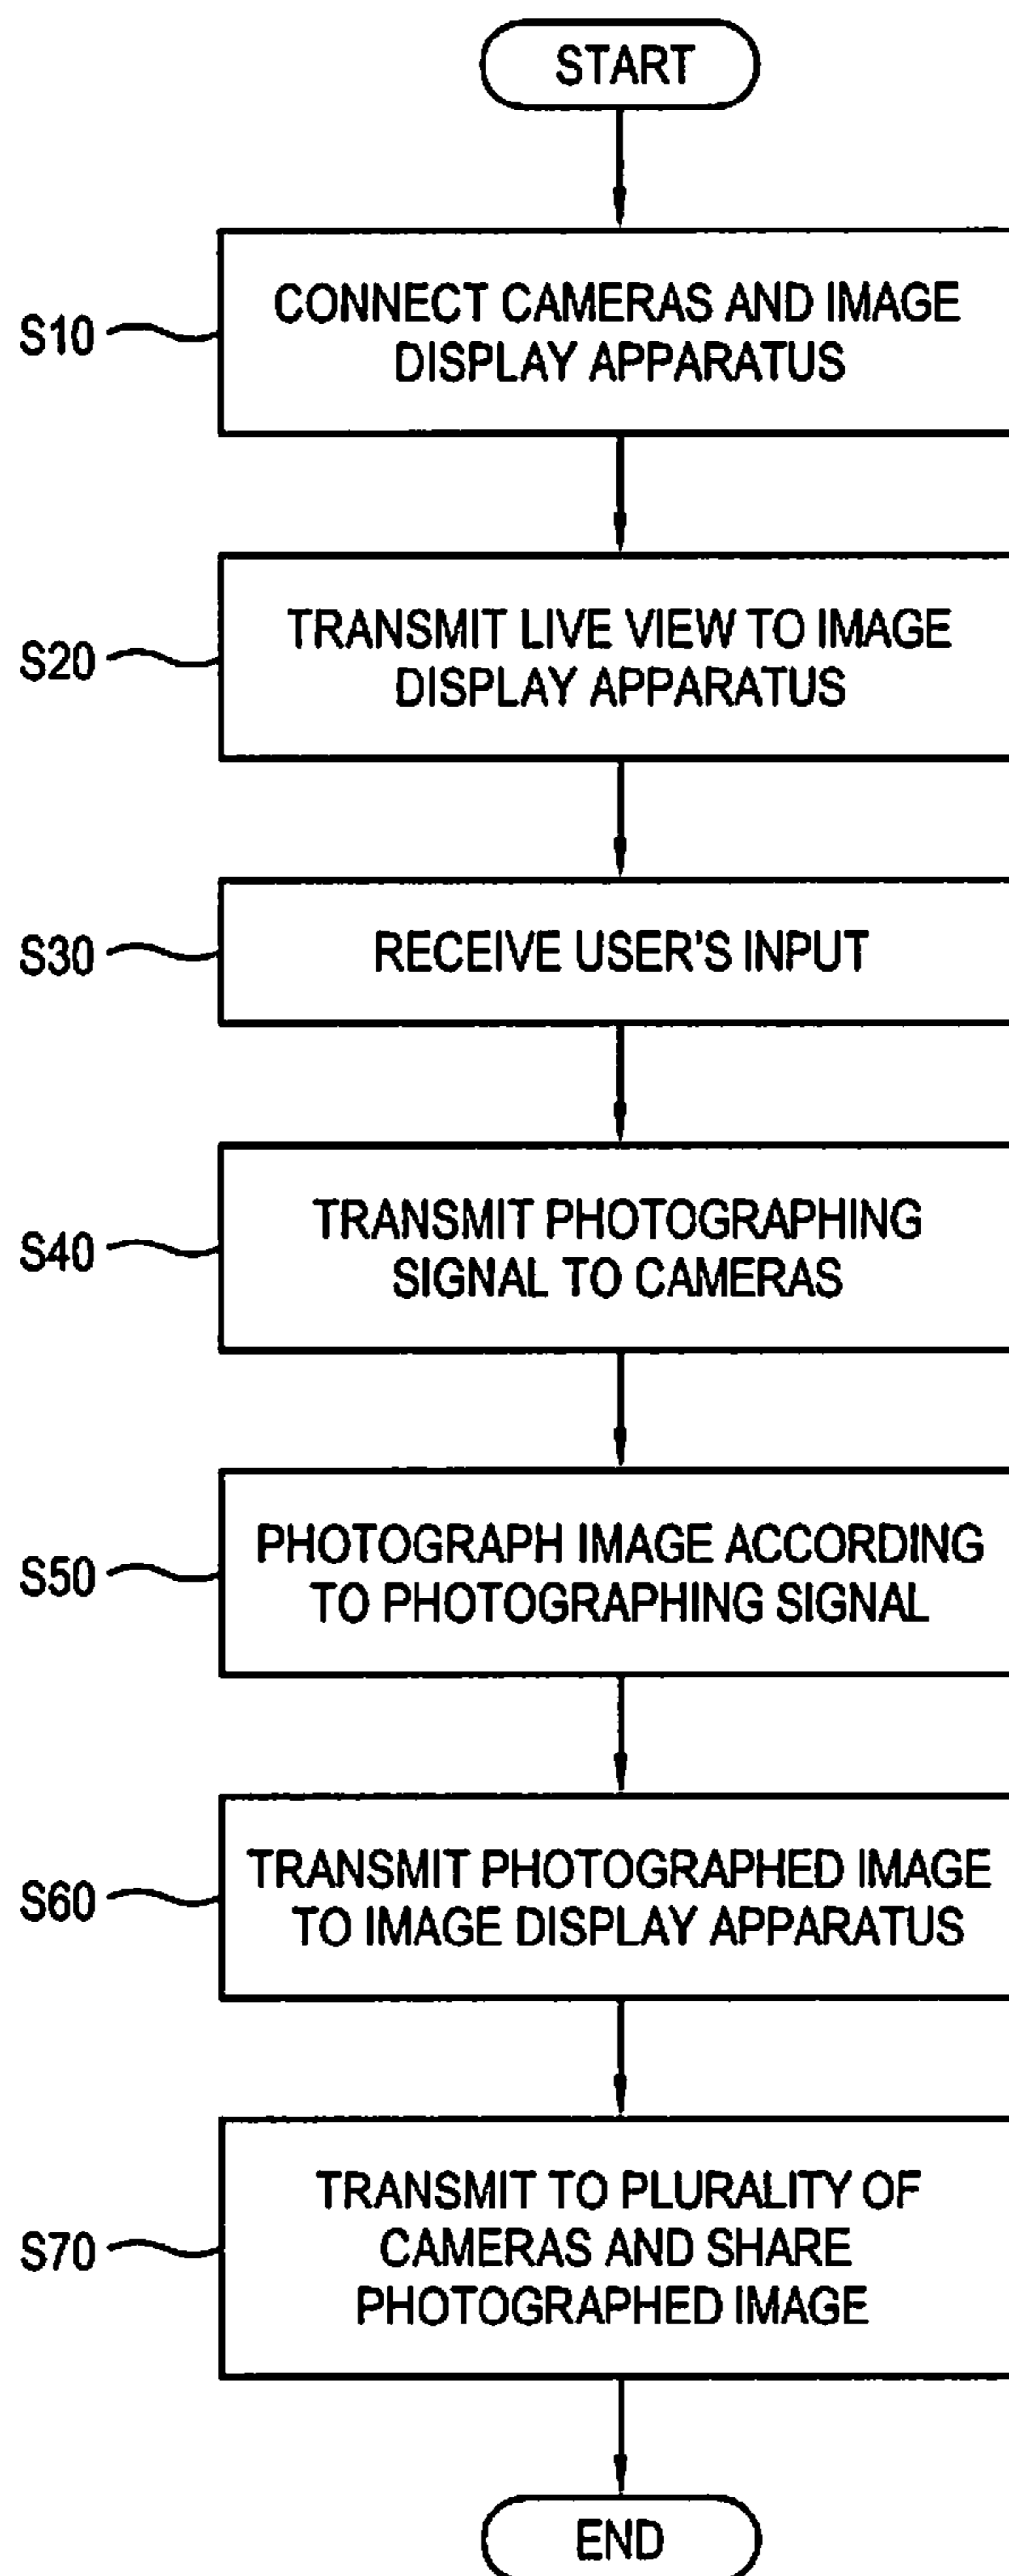 START
S10
CONNECT CAMERAS AND IMAGE
DISPLAY APPARATUS
S20
TRANSMIT LIVE VIEW TO IMAGE
DISPLAY APPARATUS
S30
RECEIVE USER'S INPUT
S40
TRANSMIT PHOTOGRAPHING
SIGNAL TO CAMERAS
S50
PHOTOGRAPH IMAGE ACCORDING
TO PHOTOGRAPHING SIGNAL
S60
TRANSMIT PHOTOGRAPHED IMAGE
TO IMAGE DISPLAY APPARATUS
S70
TRANSMIT TO PLURALITY OF
CAMERAS AND SHARE
PHOTOGRAPHED IMAGE
END